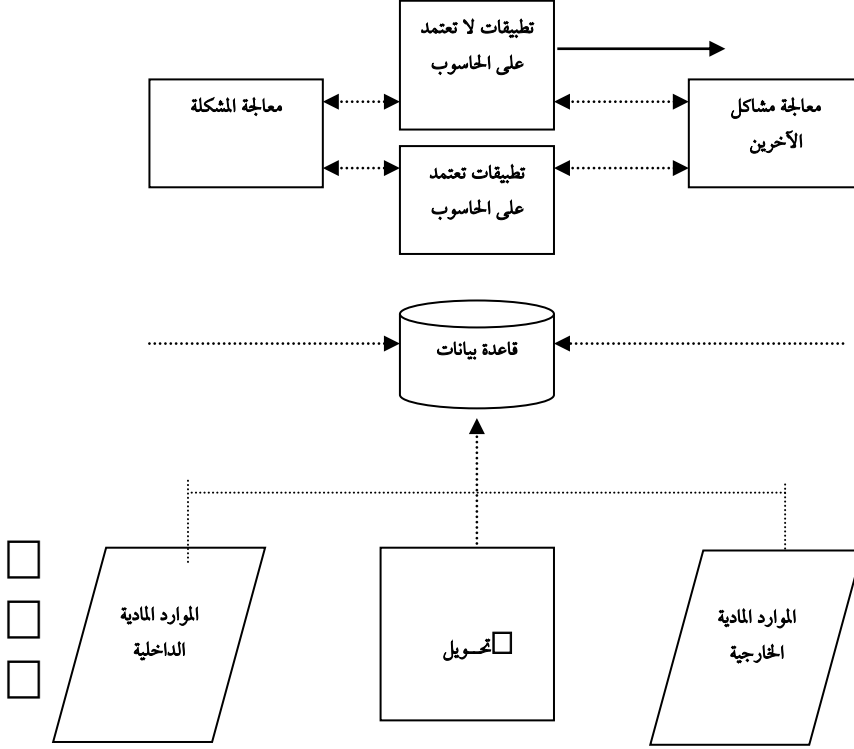 تطبيقات لا تعتمد
على الحاسوب
معالجة مشاكل
الآخرين
معالجة المشكلة
تطبيقات تعتمد
على الحاسوب
قاعدة بيانات
الموارد المادية
الخارجية
تحـويل
الموارد المادية
الداخلية